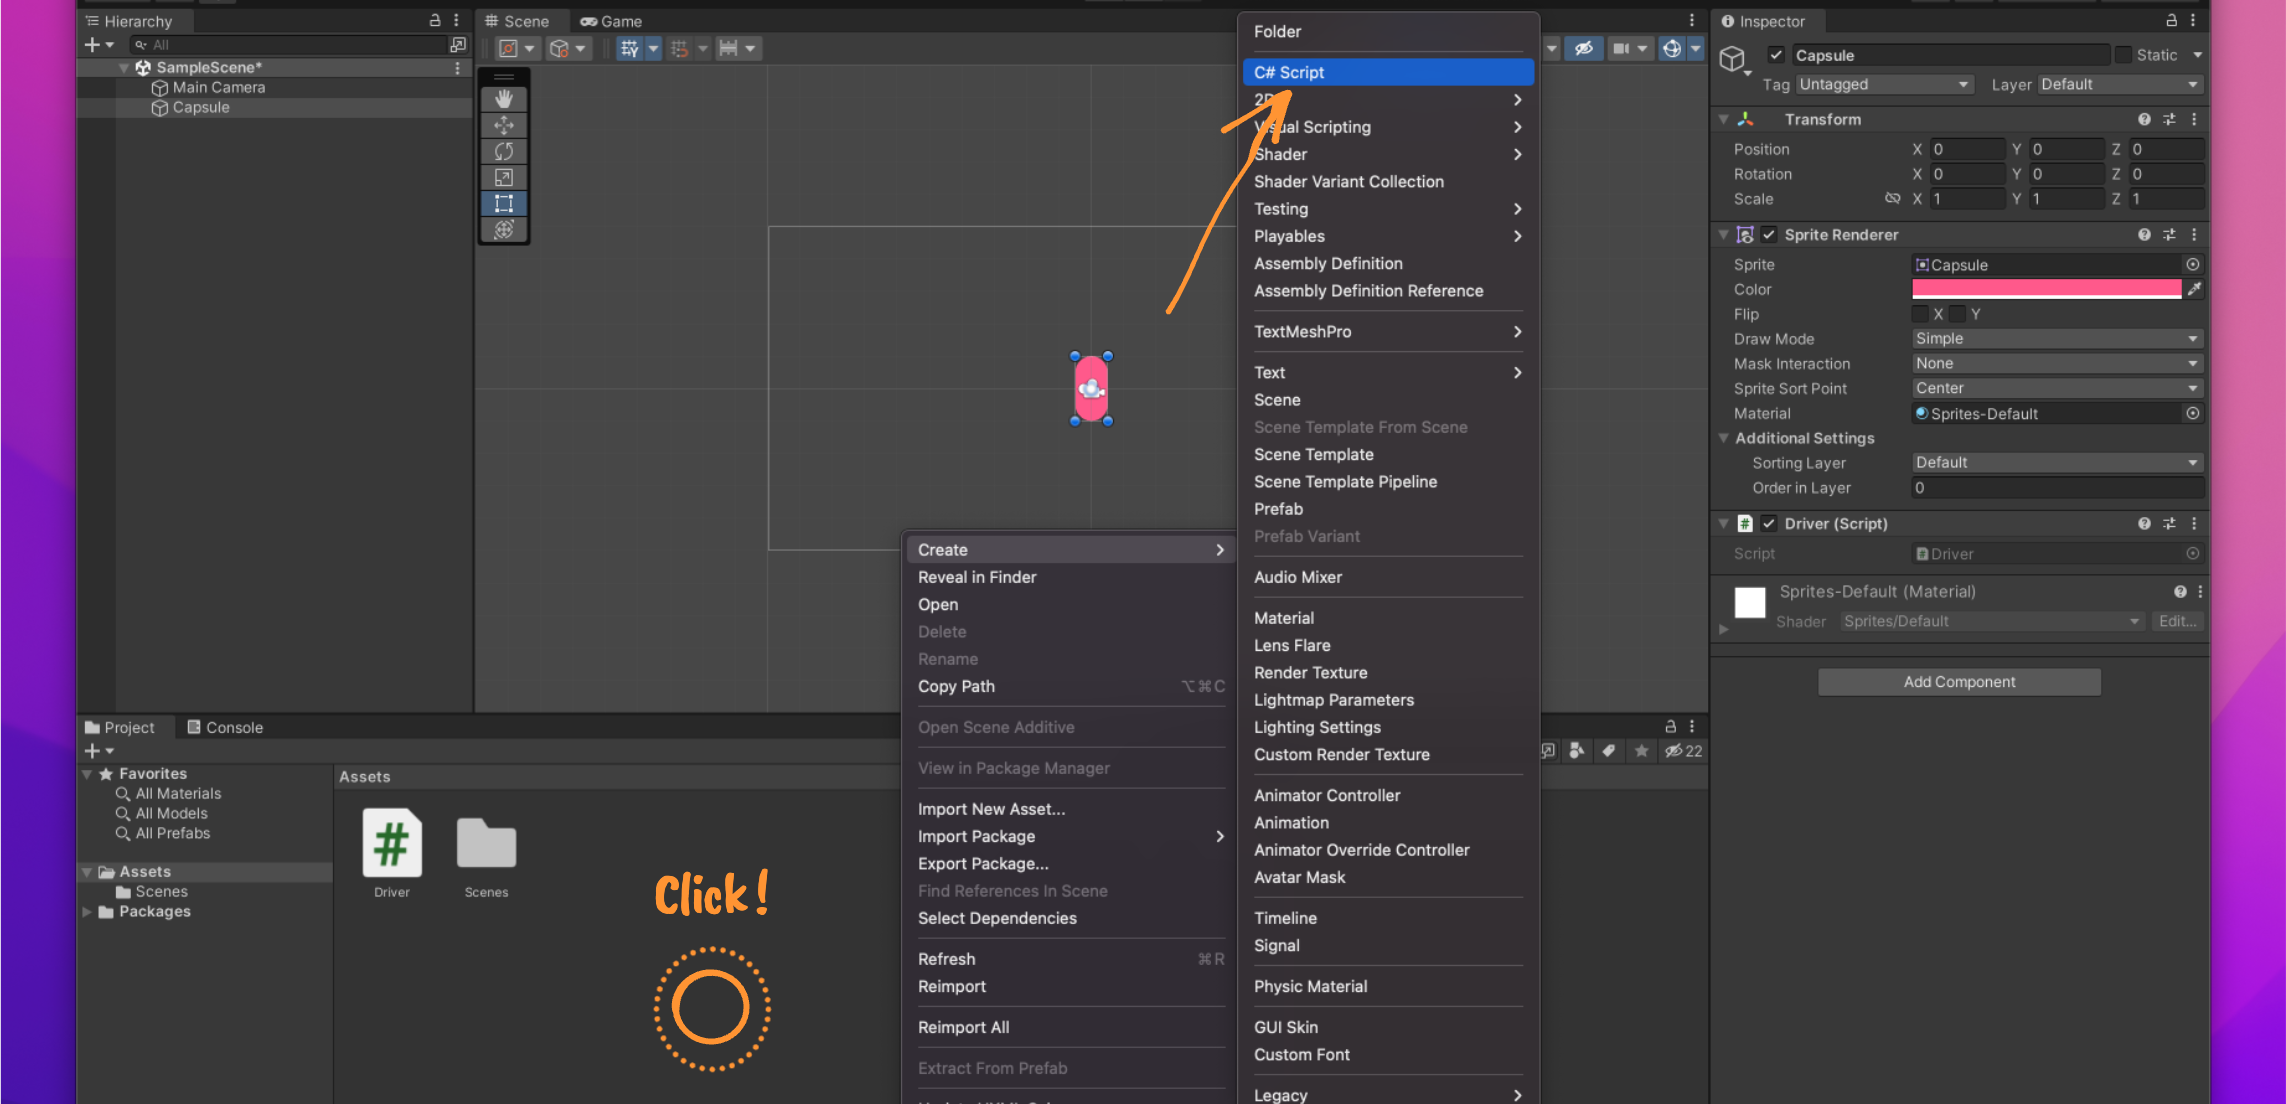 Hierarchy
All
SampleScene*
Main Camera
Capsule
Scene
Game
Folder
C# Script
2D
Visual Scripting
Shader
Shader Variant Collection
Testing
Playables
Assembly Definition
Assembly Definition Reference
TextMeshPro
Text
Scene
Scene Template From Scene
Scene Template
Scene Template Pipeline
Prefab
Prefab Variant
Audio Mixer
Material
Lens Flare
Render Texture
Lightmap Parameters
Lighting Settings
Custom Render Texture
Animator Controller
Animation
Animator Override Controller
Avatar Mask
Timeline
Signal
Physic Material
GUI Skin
Custom Font
Legacy
Create
Reveal in Finder
Open
Delete
Rename
Copy Path ⌥⌘C
Open Scene Additive
View in Package Manager
Import New Asset...
Import Package
Export Package...
Find References In Scene
Select Dependencies
Refresh ⌘R
Reimport
Reimport All
Extract From Prefab
Inspector
Capsule
Static
Tag Untagged Layer Default
Transform
Position X 0 Y 0 Z 0
Rotation X 0 Y 0 Z 0
Scale X 1 Y 1 Z 1
Sprite Renderer
Sprite Capsule
Color
Flip X Y
Draw Mode Simple
Mask Interaction None
Sprite Sort Point Center
Material Sprites-Default
Additional Settings
Sorting Layer Default
Order in Layer 0
# Driver (Script)
Script # Driver
Sprites-Default (Material)
Shader Sprites/Default Edit...
Add Component
Project
Console
22
Favorites
All Materials
All Models
All Prefabs
Assets
Scenes
Packages
Assets
#
Driver
Scenes
Click!